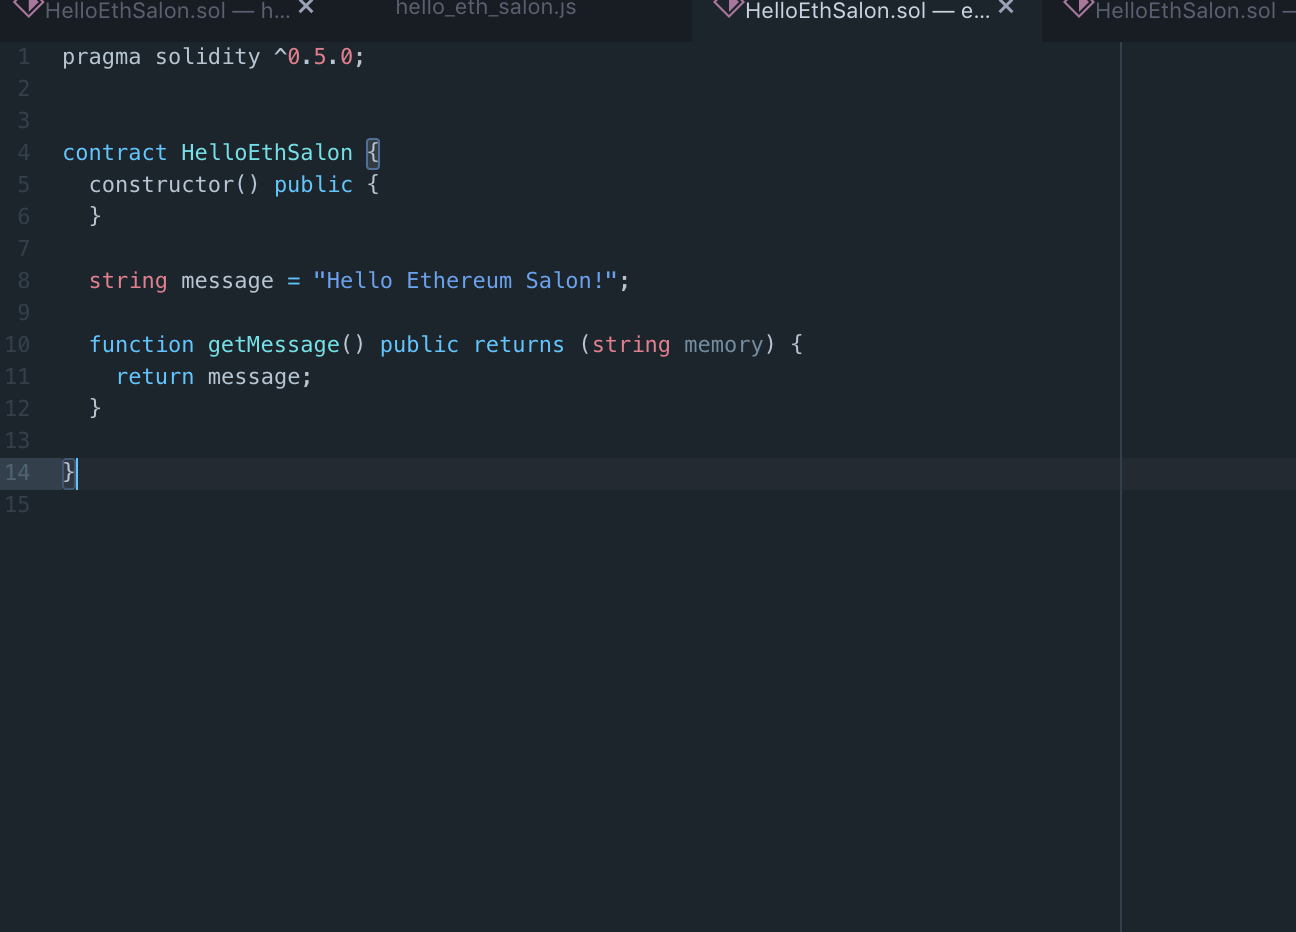 HelloEthSalon.sol — h...
hello_eth_salon.js
HelloEthSalon.sol — e...
HelloEthSalon.sol —
1 pragma solidity ^0.5.0;
2
3
4 contract HelloEthSalon {
5   constructor() public {
6   }
7
8   string message = "Hello Ethereum Salon!";
9
10   function getMessage() public returns (string memory) {
11     return message;
12   }
13
14 }
15